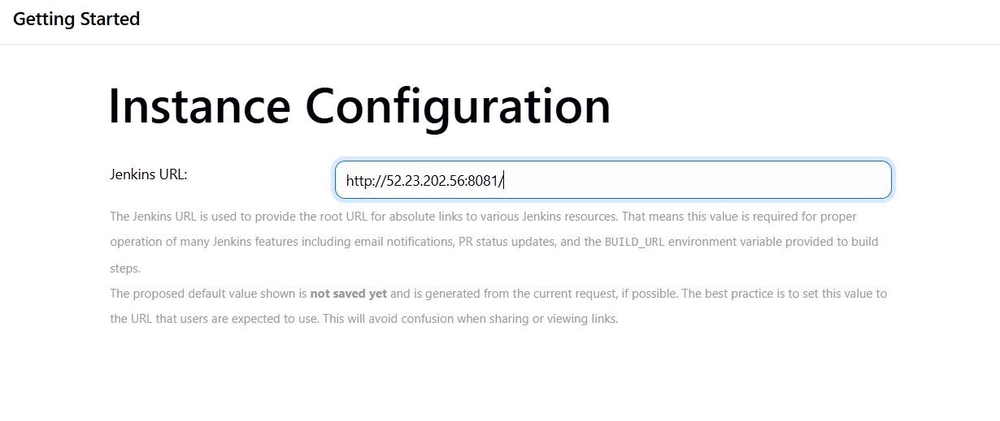 Getting Started
Instance Configuration
Jenkins URL:
http://52.23.202.56:8081/
The Jenkins URL is used to provide the root URL for absolute links to various Jenkins resources. That means this value is required for proper
operation of many Jenkins features including email notifications, PR status updates, and the BUILD_URL environment variable provided to build
steps.
The proposed default value shown is not saved yet and is generated from the current request, if possible. The best practice is to set this value to
the URL that users are expected to use. This will avoid confusion when sharing or viewing links.